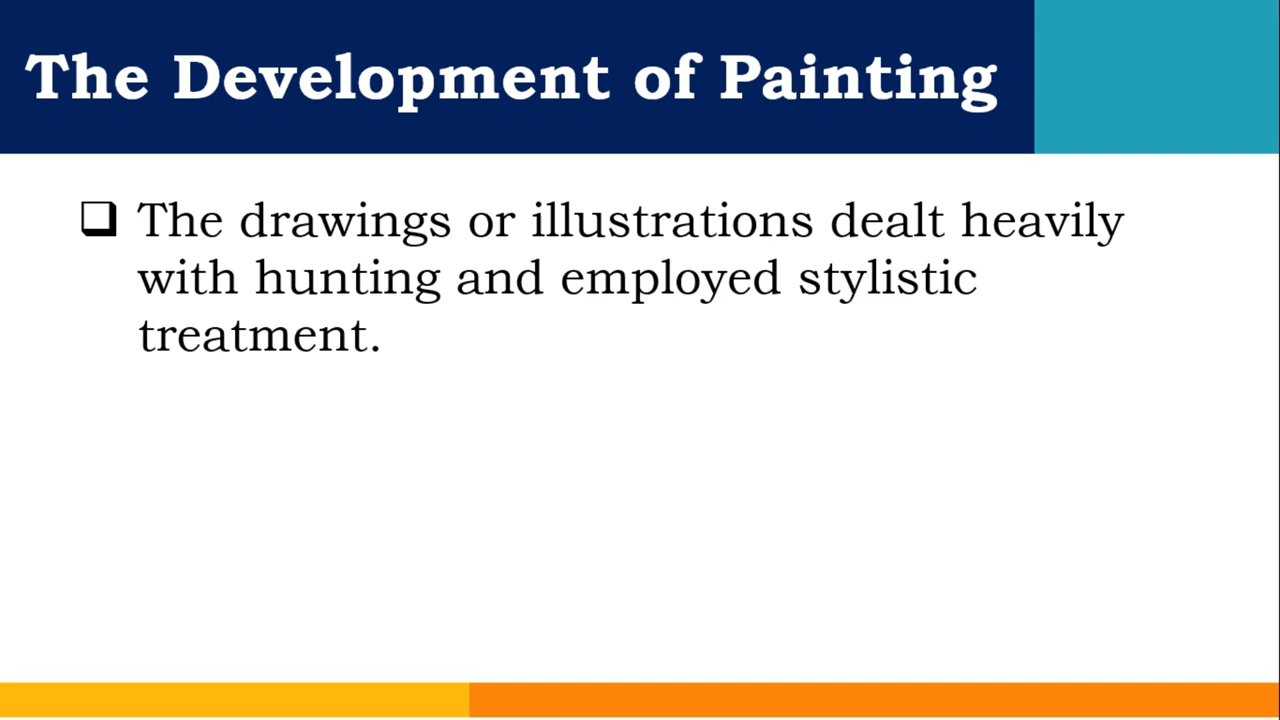 The Development of Painting
The drawings or illustrations dealt heavily
with hunting and employed stylistic
treatment.